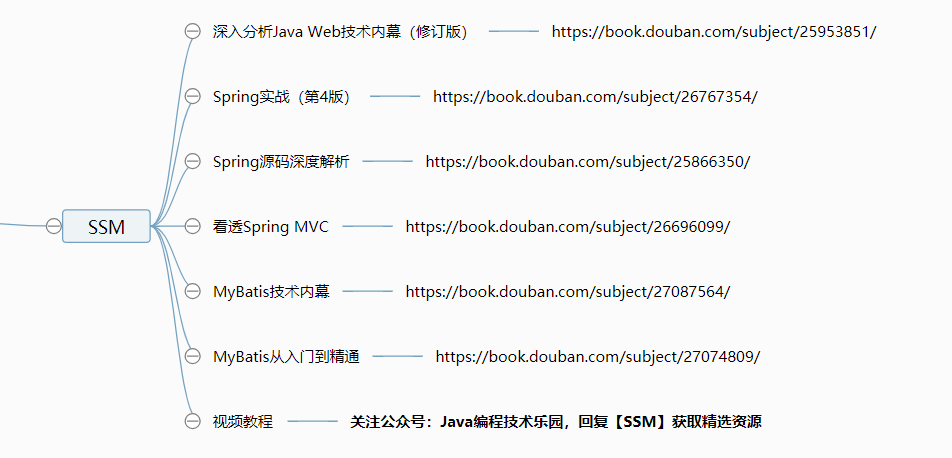 深入分析Java Web技术内幕（修订版） https://book.douban.com/subject/25953851/
Spring实战（第4版） https://book.douban.com/subject/26767354/
Spring源码深度解析 https://book.douban.com/subject/25866350/
SSM
看透Spring MVC https://book.douban.com/subject/26696099/
MyBatis技术内幕 https://book.douban.com/subject/27087564/
MyBatis从入门到精通 https://book.douban.com/subject/27074809/
视频教程 关注公众号：Java编程技术乐园，回复【SSM】获取精选资源